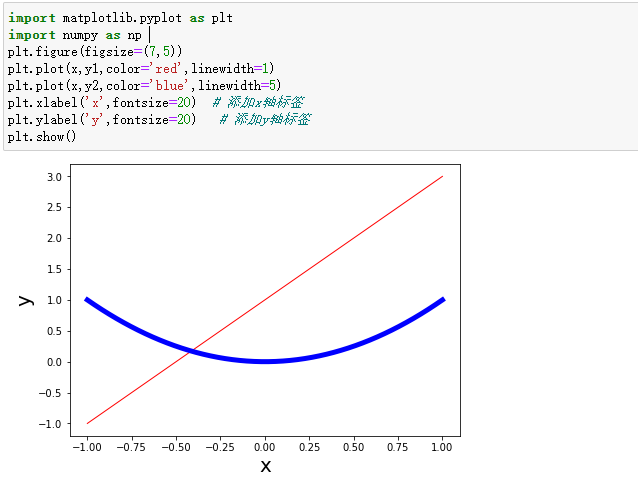 import matplotlib.pyplot as plt
import numpy as np
plt.figure(figsize=(7,5))
plt.plot(x,y1,color='red',linewidth=1)
plt.plot(x,y2,color='blue',linewidth=5)
plt.xlabel('x',fontsize=20)  # 添加x轴标签
plt.ylabel('y',fontsize=20)   # 添加y轴标签
plt.show()
3.0
2.5
2.0
1.5
1.0
0.5
0.0
−0.5
−1.0
y
−1.00 −0.75 −0.50 −0.25 0.00 0.25 0.50 0.75 1.00
x